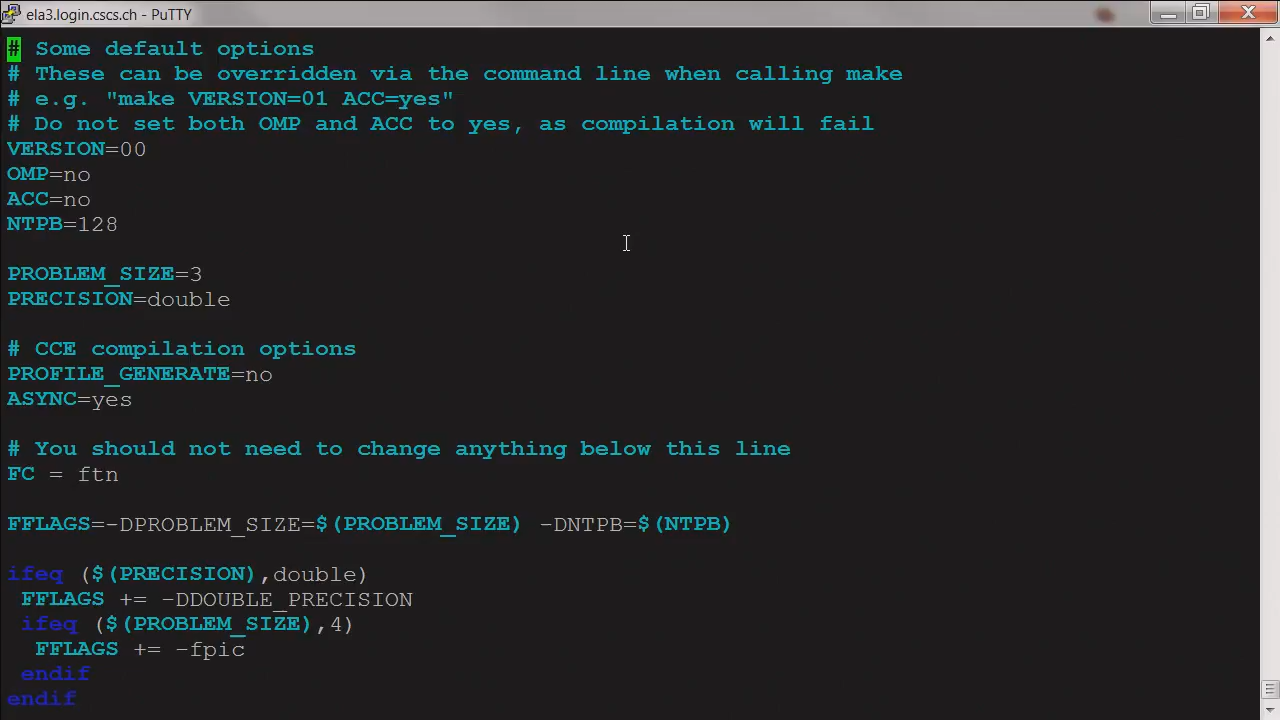 ela3.login.cscs.ch - PuTTY
# Some default options
# These can be overridden via the command line when calling make
# e.g. "make VERSION=01 ACC=yes"
# Do not set both OMP and ACC to yes, as compilation will fail
VERSION=00
OMP=no
ACC=no
NTPB=128
PROBLEM_SIZE=3
PRECISION=double
# CCE compilation options
PROFILE_GENERATE=no
ASYNC=yes
# You should not need to change anything below this line
FC = ftn
FFLAGS=-DPROBLEM_SIZE=$(PROBLEM_SIZE) -DNTPB=$(NTPB)
ifeq ($(PRECISION),double)
FFLAGS += -DDOUBLE_PRECISION
ifeq ($(PROBLEM_SIZE),4)
FFLAGS += -fpic
endif
endif